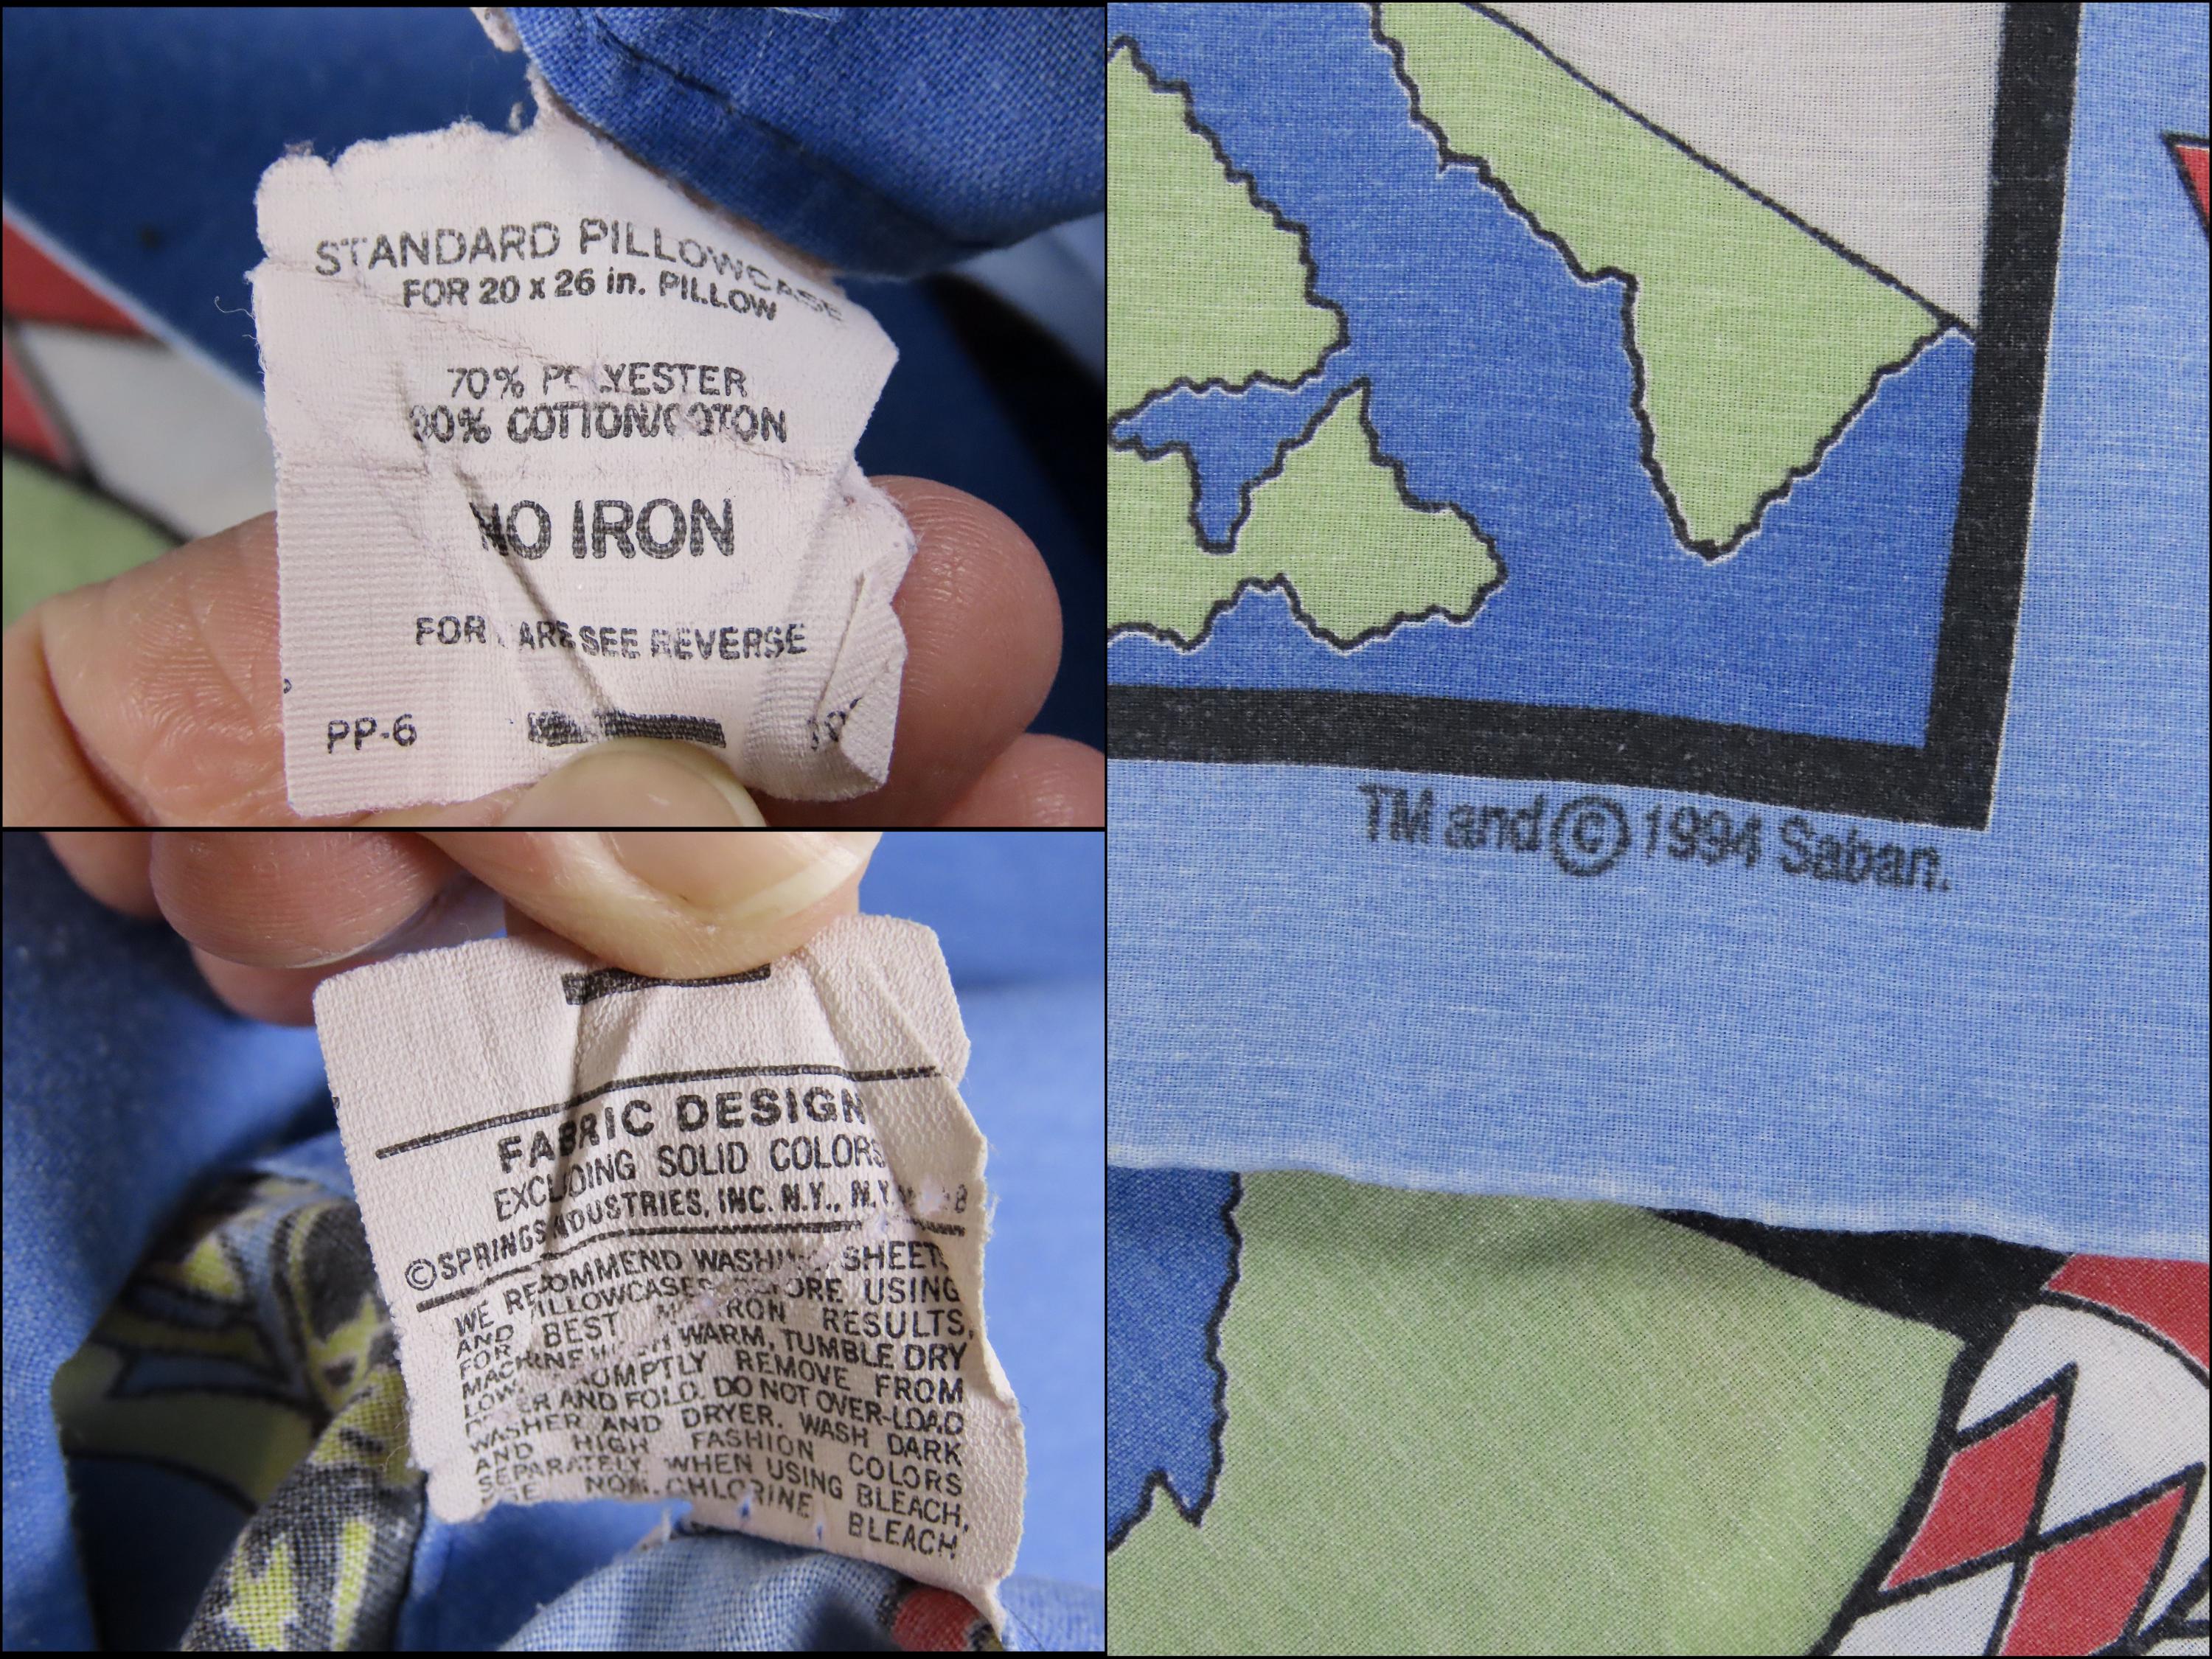 STANDARD PILLOWCASE
FOR 20 x 26 in. PILLOW
70% POLYESTER
COTTON/COTON
NO IRON
FOR CARE SEE REVERSE
PP-6
FABRIC DESIGN
EXCLUDING SOLID COLORS
©SPRINGS INDUSTRIES, INC. N.Y., N.Y.
WE RECOMMEND WASHING SHEETS
AND PILLOWCASES BEFORE USING
FOR BEST NO-IRON RESULTS,
MACHINE WASH WARM, TUMBLE DRY
LOW. PROMPTLY REMOVE FROM
DRYER AND FOLD. DO NOT OVER-LOAD
WASHER AND DRYER. WASH DARK
AND HIGH FASHION COLORS
SEPARATELY. WHEN USING BLEACH,
USE NON-CHLORINE BLEACH
TM and © 1994 Saban.